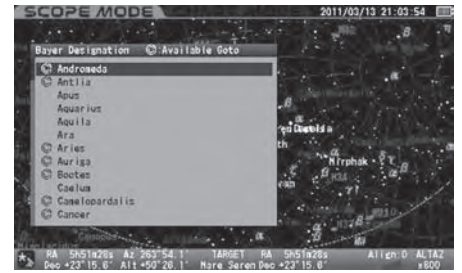 SCOPE MODE 2011/03/13 21:03:54
Bayer Designation ©:Available Goto
© Andromeda
© Antlia
Apus
Aquarius
Aquila
Ara
© Aries
© Auriga
© Bootes
Caelum
© Camelopardalis
© Cancer
Mirphak
M34
RA 5h51m28s Az 263°54.1' TARGET RA 5h51m28s Align:0 ALTAZ
Dec +23°15.6' Alt +50°26.1' Mare Seren Dec +23°15.6' x800